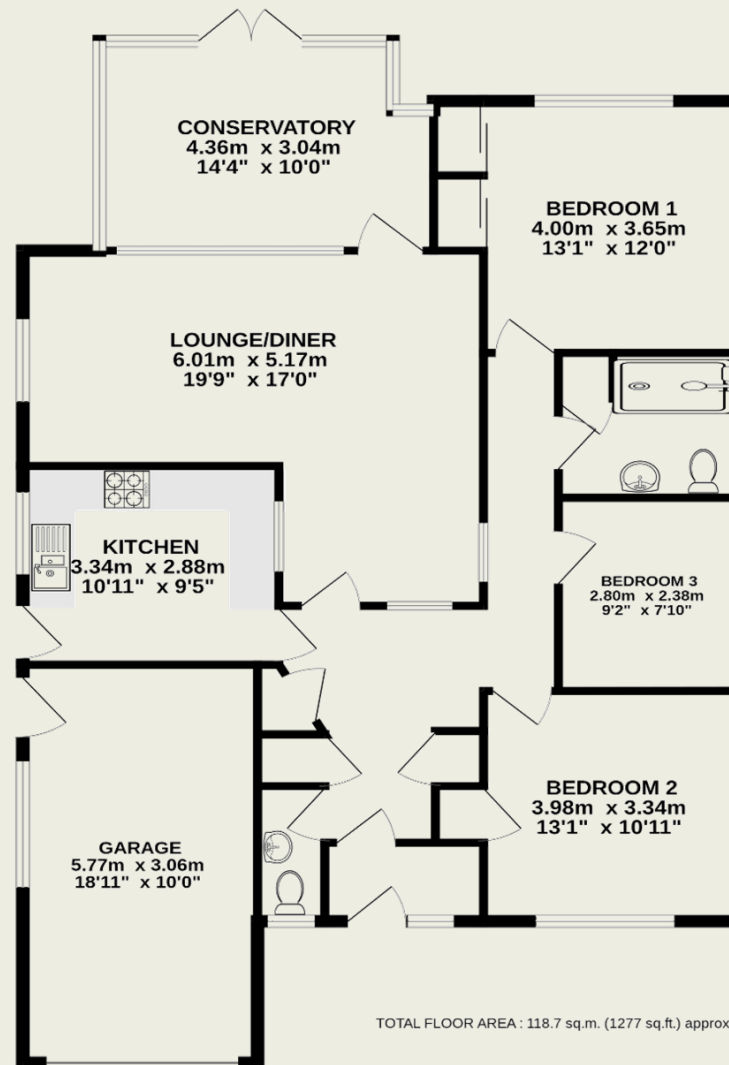 CONSERVATORY
4.36m x 3.04m
14'4" x 10'0"
BEDROOM 1
4.00m x 3.65m
13'1" x 12'0"
LOUNGE/DINER
6.01m x 5.17m
19'9" x 17'0"
KITCHEN
3.34m x 2.88m
10'11" x 9'5"
BEDROOM 3
2.80m x 2.38m
9'2" x 7'10"
BEDROOM 2
3.98m x 3.34m
13'1" x 10'11"
GARAGE
5.77m x 3.06m
18'11" x 10'0"
TOTAL FLOOR AREA : 118.7 sq.m. (1277 sq.ft.) approx